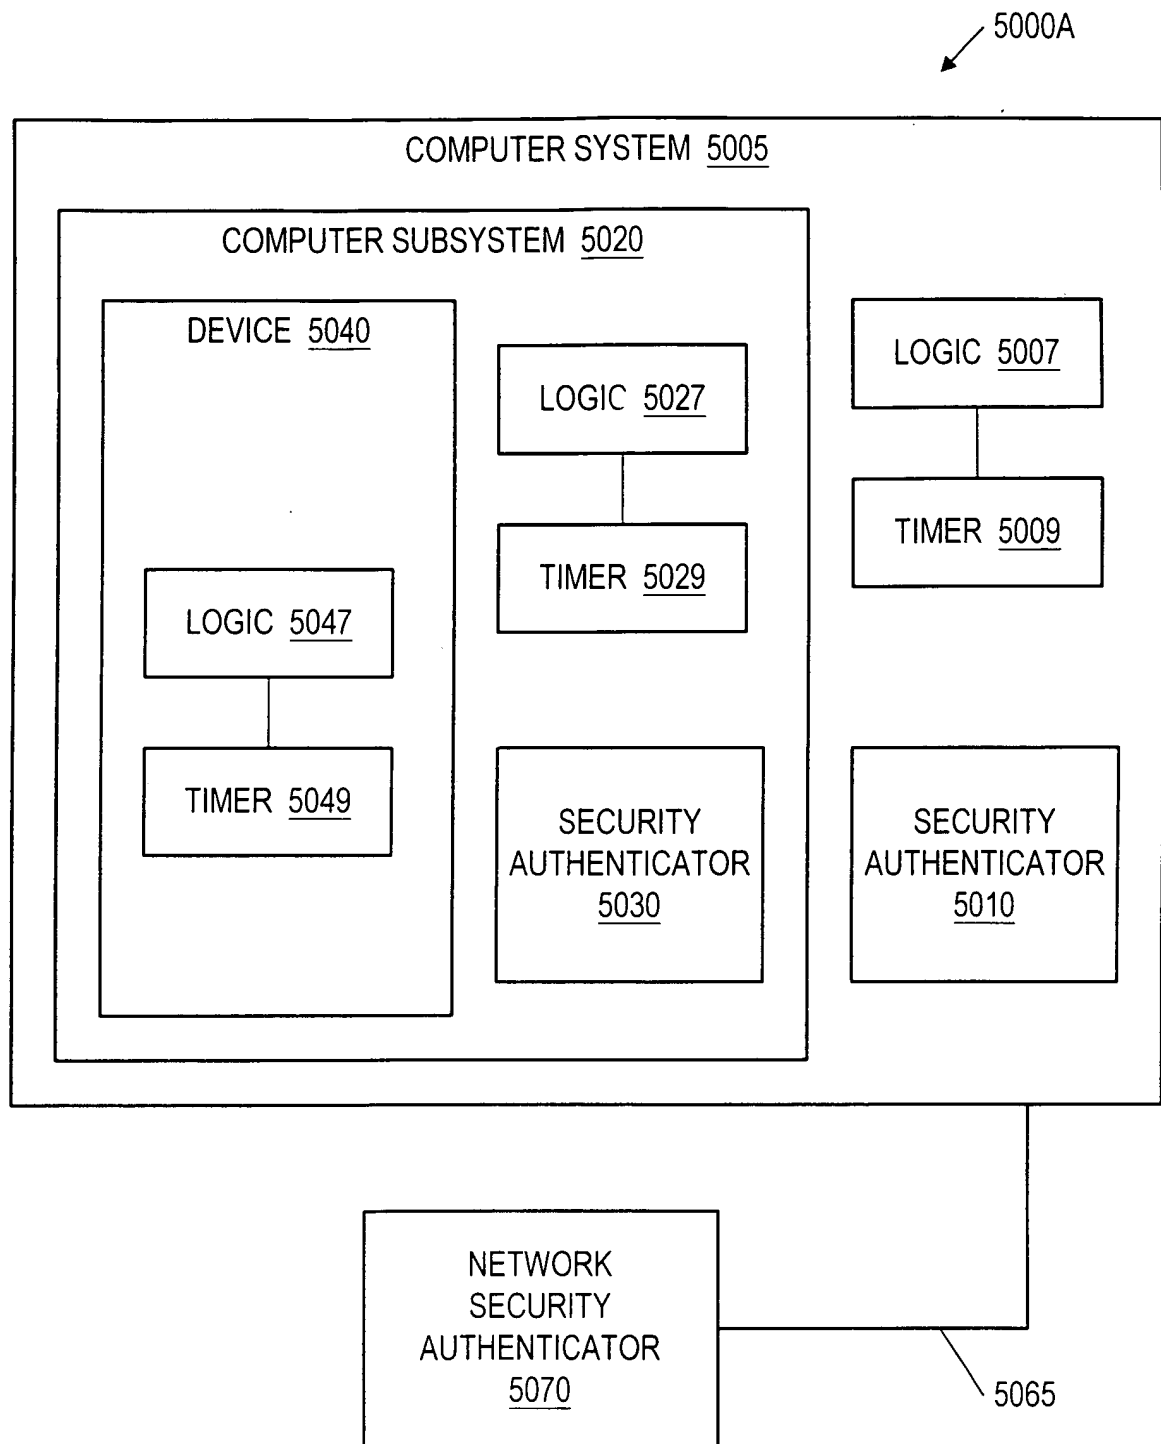 5000A
COMPUTER SYSTEM 5005
COMPUTER SUBSYSTEM 5020
DEVICE 5040
LOGIC 5047
TIMER 5049
LOGIC 5027
TIMER 5029
SECURITY
AUTHENTICATOR
5030
LOGIC 5007
TIMER 5009
SECURITY
AUTHENTICATOR
5010
NETWORK
SECURITY
AUTHENTICATOR
5070
5065